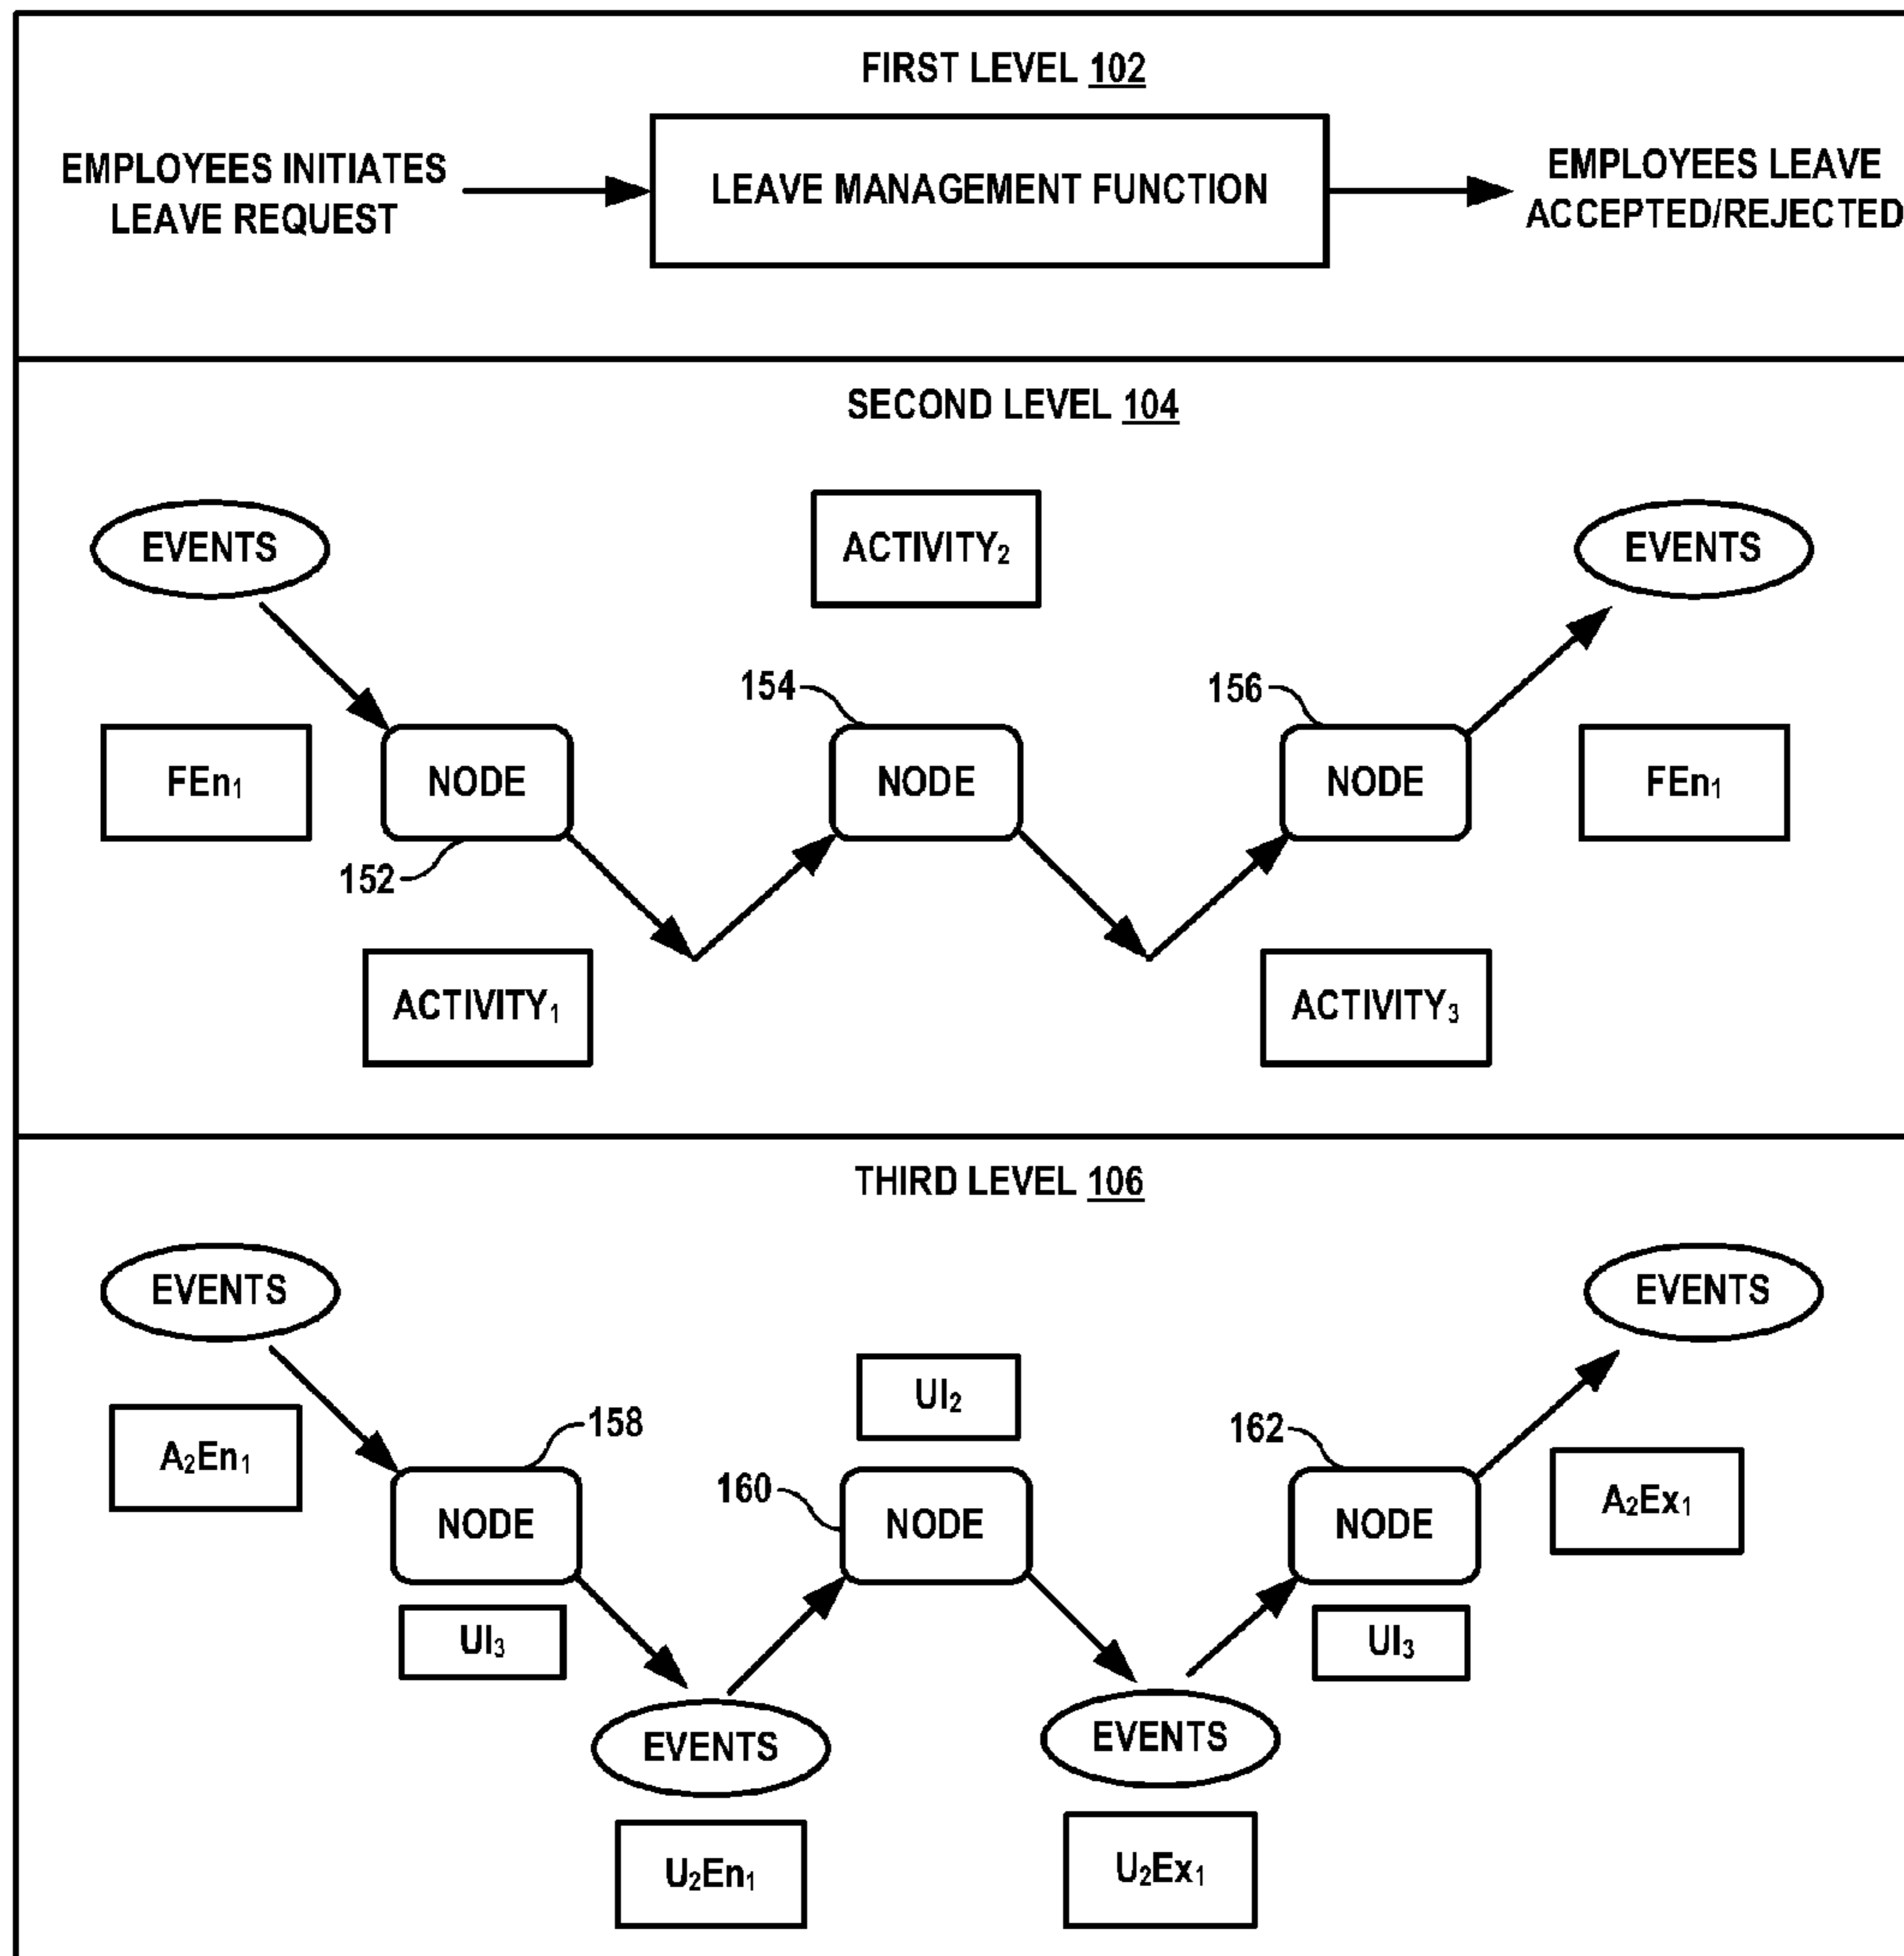 FIRST LEVEL 102
EMPLOYEES INITIATES
LEAVE REQUEST
LEAVE MANAGEMENT FUNCTION
EMPLOYEES LEAVE
ACCEPTED/REJECTED
SECOND LEVEL 104
EVENTS
ACTIVITY₂
EVENTS
154
156
FEn₁
NODE
NODE
NODE
FEn₁
152
ACTIVITY₁
ACTIVITY₃
THIRD LEVEL 106
EVENTS
EVENTS
UI₂
A₂En₁
158
160
162
A₂Ex₁
NODE
NODE
NODE
UI₃
UI₃
EVENTS
EVENTS
U₂En₁
U₂Ex₁